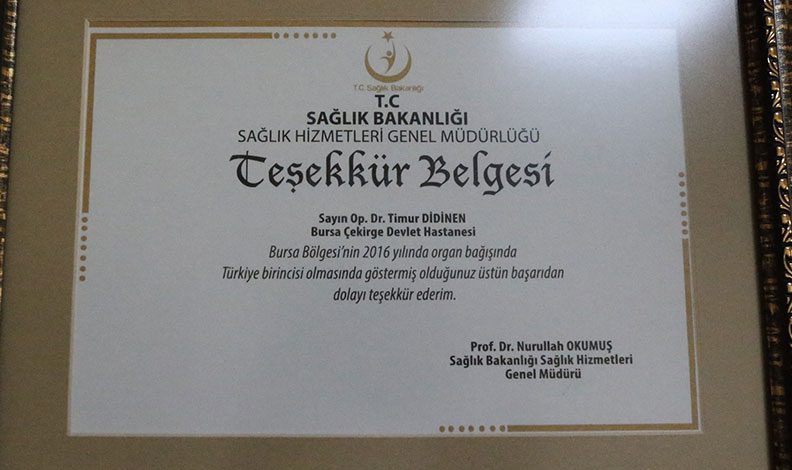 T.C. Sağlık Bakanlığı
T.C
SAĞLIK BAKANLIĞI
SAĞLIK HİZMETLERİ GENEL MÜDÜRLÜĞÜ
Teşekkür Belgesi
Sayın Op. Dr. Timur DİDİNEN
Bursa Çekirge Devlet Hastanesi
Bursa Bölgesi'nin 2016 yılında organ bağışında
Türkiye birincisi olmasında göstermiş olduğunuz üstün başarıdan
dolayı teşekkür ederim.
Prof. Dr. Nurullah OKUMUŞ
Sağlık Bakanlığı Sağlık Hizmetleri
Genel Müdürü